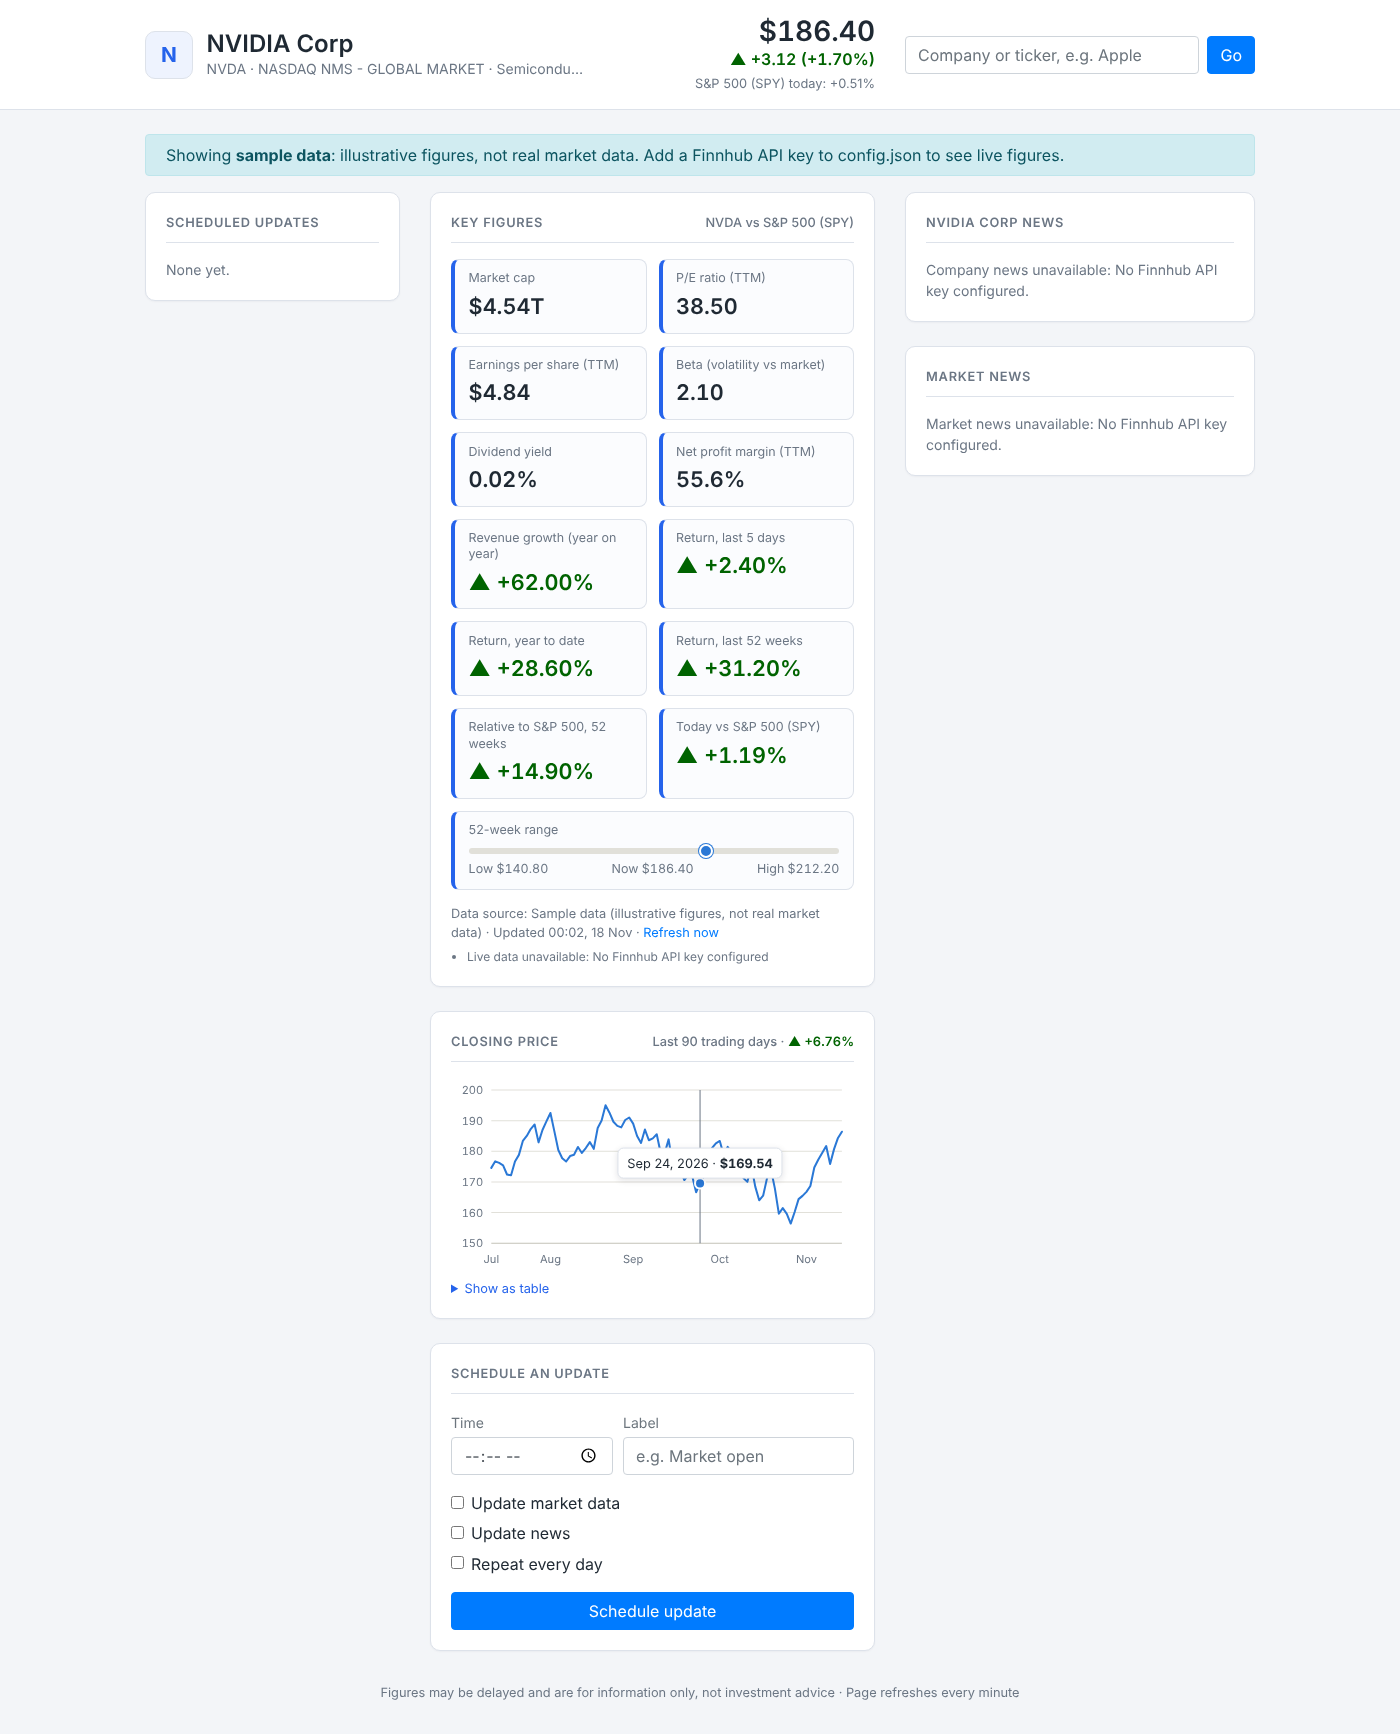 N
NVIDIA Corp
NVDA · NASDAQ NMS - GLOBAL MARKET · Semicondu...
$186.40
▲ +3.12 (+1.70%)
S&P 500 (SPY) today: +0.51%
Company or ticker, e.g. Apple
Go
Showing sample data: illustrative figures, not real market data. Add a Finnhub API key to config.json to see live figures.
SCHEDULED UPDATES
None yet.
KEY FIGURES
NVDA vs S&P 500 (SPY)
Market cap
$4.54T
P/E ratio (TTM)
38.50
Earnings per share (TTM)
$4.84
Beta (volatility vs market)
2.10
Dividend yield
0.02%
Net profit margin (TTM)
55.6%
Revenue growth (year on
year)
▲ +62.00%
Return, last 5 days
▲ +2.40%
Return, year to date
▲ +28.60%
Return, last 52 weeks
▲ +31.20%
Relative to S&P 500, 52
weeks
▲ +14.90%
Today vs S&P 500 (SPY)
▲ +1.19%
52-week range
Low $140.80
Now $186.40
High $212.20
Data source: Sample data (illustrative figures, not real market
data) · Updated 00:02, 18 Nov · Refresh now
• Live data unavailable: No Finnhub API key configured
CLOSING PRICE
Last 90 trading days · ▲ +6.76%
200
190
180
170
160
150
Sep 24, 2026 · $169.54
Jul
Aug
Sep
Oct
Nov
▶ Show as table
SCHEDULE AN UPDATE
Time
Label
--:-- --
e.g. Market open
Update market data
Update news
Repeat every day
Schedule update
NVIDIA CORP NEWS
Company news unavailable: No Finnhub API
key configured.
MARKET NEWS
Market news unavailable: No Finnhub API key
configured.
Figures may be delayed and are for information only, not investment advice · Page refreshes every minute